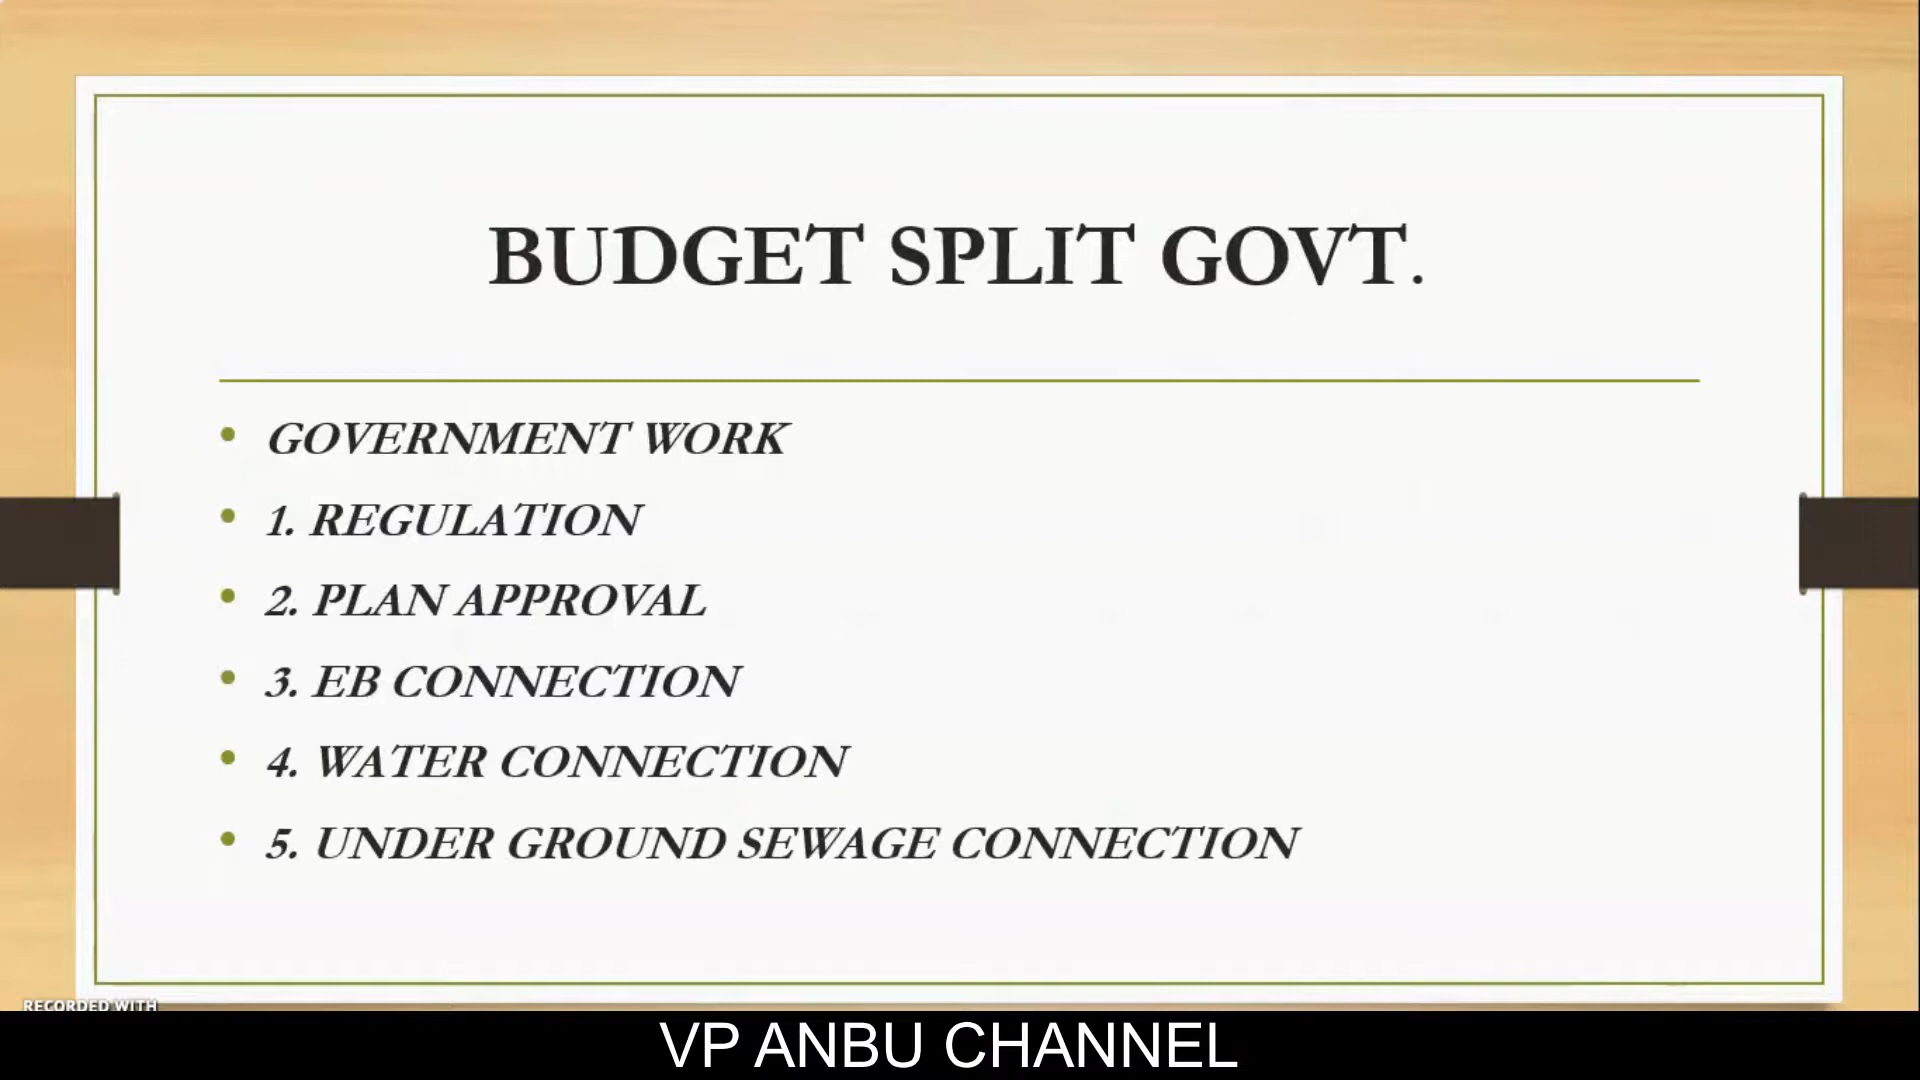 BUDGET SPLIT GOVT.
• GOVERNMENT WORK
• 1. REGULATION
• 2. PLAN APPROVAL
• 3. EB CONNECTION
• 4. WATER CONNECTION
• 5. UNDER GROUND SEWAGE CONNECTION
RECORDED WITH
VP ANBU CHANNEL